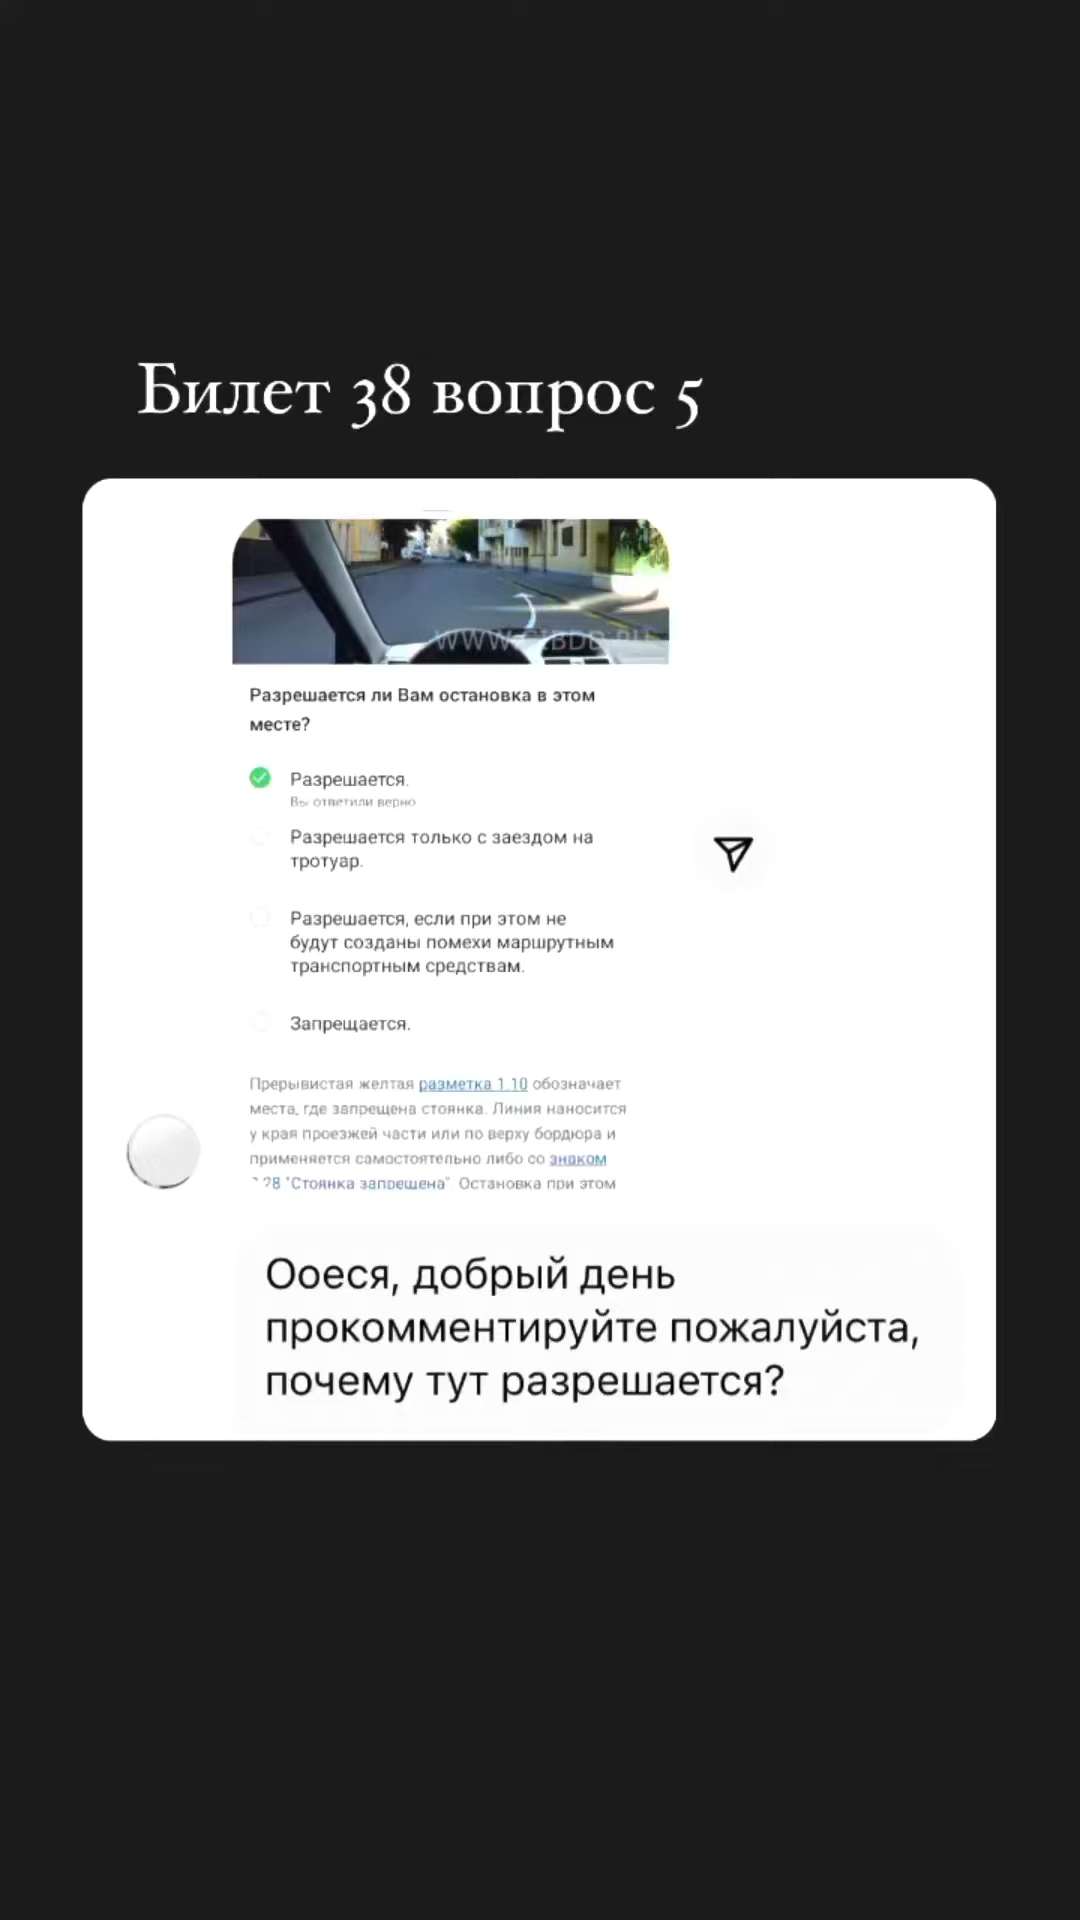 Билет 38 вопрос 5
Разрешается ли Вам остановка в этом
месте?
Разрешается.
Вы ответили верно
Разрешается только с заездом на
тротуар.
Разрешается, если при этом не
будут созданы помехи маршрутным
транспортным средствам.
Запрещается.
Прерывистая желтая разметка 1.10 обозначает
места, где запрещена стоянка. Линия наносится
у края проезжей части или по верху бордюра и
применяется самостоятельно либо со знаком
28 "Стоянка запрещена". Остановка при этом
Ооеся, добрый день
прокомментируйте пожалуйста,
почему тут разрешается?